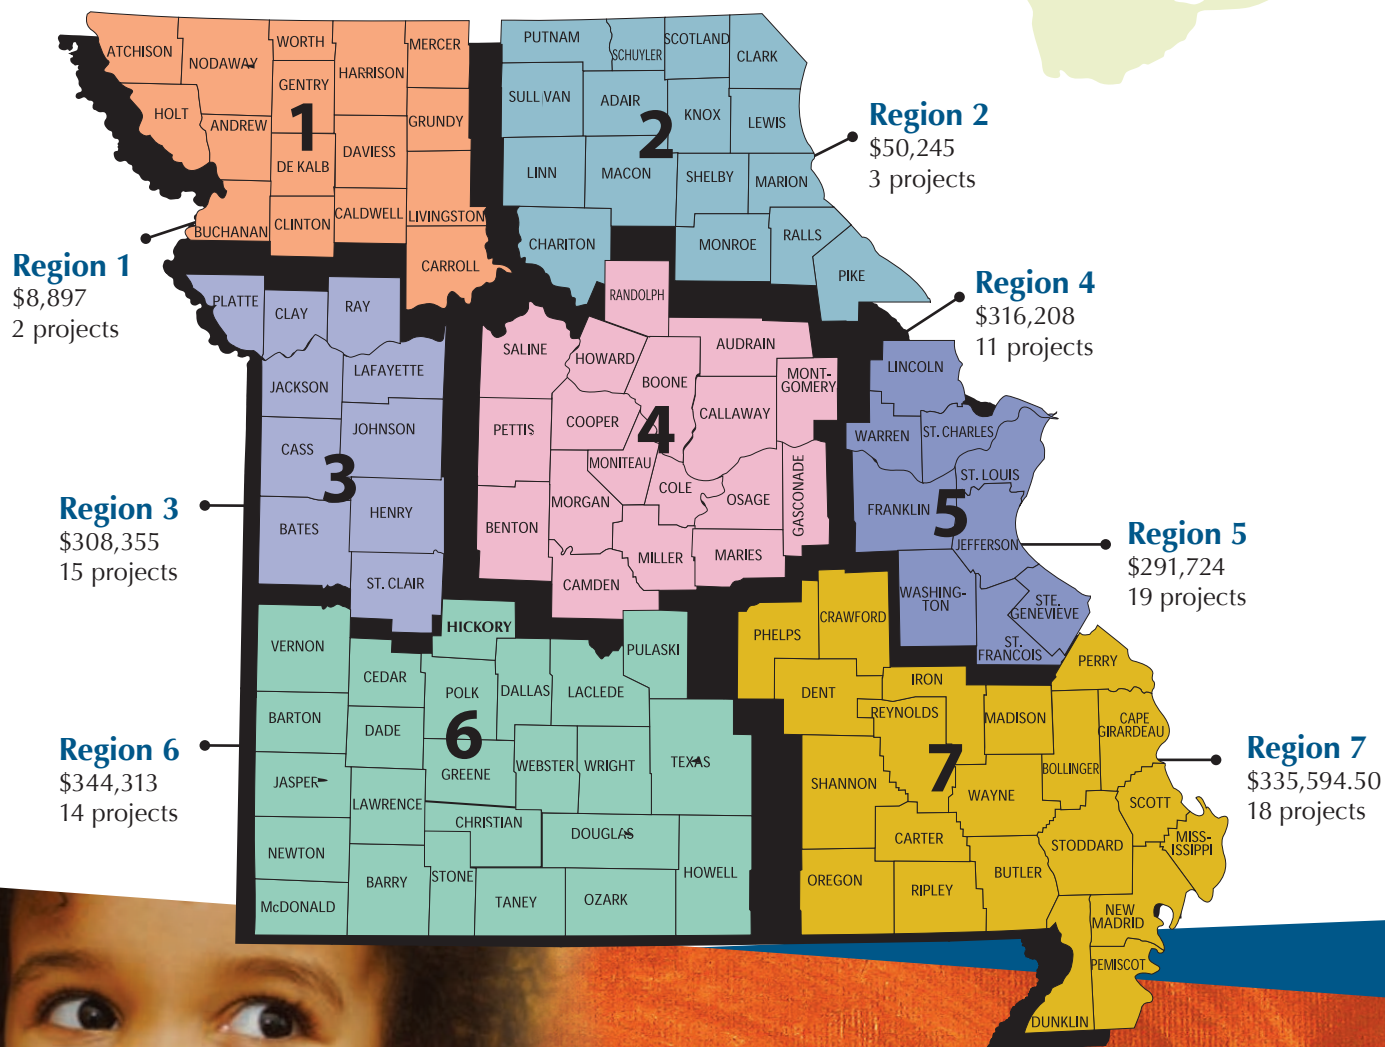 ATCHISON
NODAWAY
WORTH
MERCER
HARRISON
GENTRY
HOLT
ANDREW
1
GRUNDY
DE KALB
DAVIESS
BUCHANAN
CLINTON
CALDWELL
LIVINGSTON
CARROLL
PUTNAM
SCHUYLER
SCOTLAND
CLARK
SULLIVAN
ADAIR
KNOX
LEWIS
2
LINN
MACON
SHELBY
MARION
CHARITON
MONROE
RALLS
PIKE
Region 2
$50,245
3 projects
Region 1
$8,897
2 projects
Region 4
$316,208
11 projects
PLATTE
CLAY
RAY
JACKSON
LAFAYETTE
CASS
JOHNSON
3
BATES
HENRY
ST. CLAIR
RANDOLPH
SALINE
HOWARD
AUDRAIN
BOONE
MONT-
GOMERY
CALLAWAY
PETTIS
COOPER
4
MONITEAU
COLE
MORGAN
OSAGE
GASCONADE
BENTON
MILLER
MARIES
CAMDEN
LINCOLN
WARREN
ST. CHARLES
ST. LOUIS
FRANKLIN
5
JEFFERSON
WASHING-
TON
STE.
GENEVIEVE
ST.
FRANCOIS
Region 3
$308,355
15 projects
Region 5
$291,724
19 projects
HICKORY
VERNON
CEDAR
POLK
DALLAS
LACLEDE
PULASKI
BARTON
DADE
6
GREENE
WEBSTER
WRIGHT
TEXAS
JASPER
LAWRENCE
CHRISTIAN
DOUGLAS
NEWTON
BARRY
STONE
TANEY
OZARK
HOWELL
McDONALD
Region 6
$344,313
14 projects
PHELPS
CRAWFORD
DENT
IRON
PERRY
REYNOLDS
MADISON
CAPE
GIRARDEAU
SHANNON
7
BOLLINGER
WAYNE
SCOTT
CARTER
STODDARD
MISS-
ISSIPPI
OREGON
RIPLEY
BUTLER
NEW
MADRID
PEMISCOT
DUNKLIN
Region 7
$335,594.50
18 projects